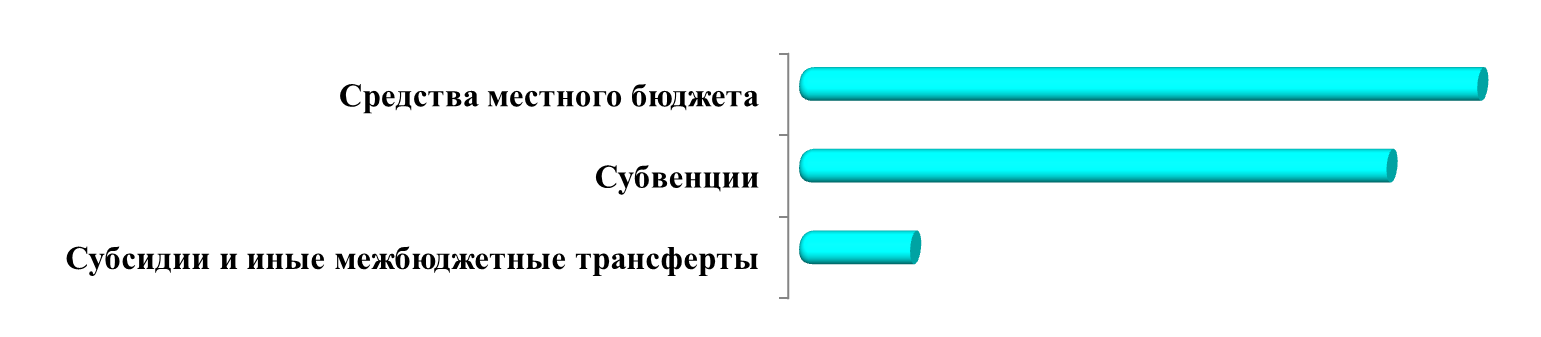 Средства местного бюджета
Субвенции
Субсидии и иные межбюджетные трансферты